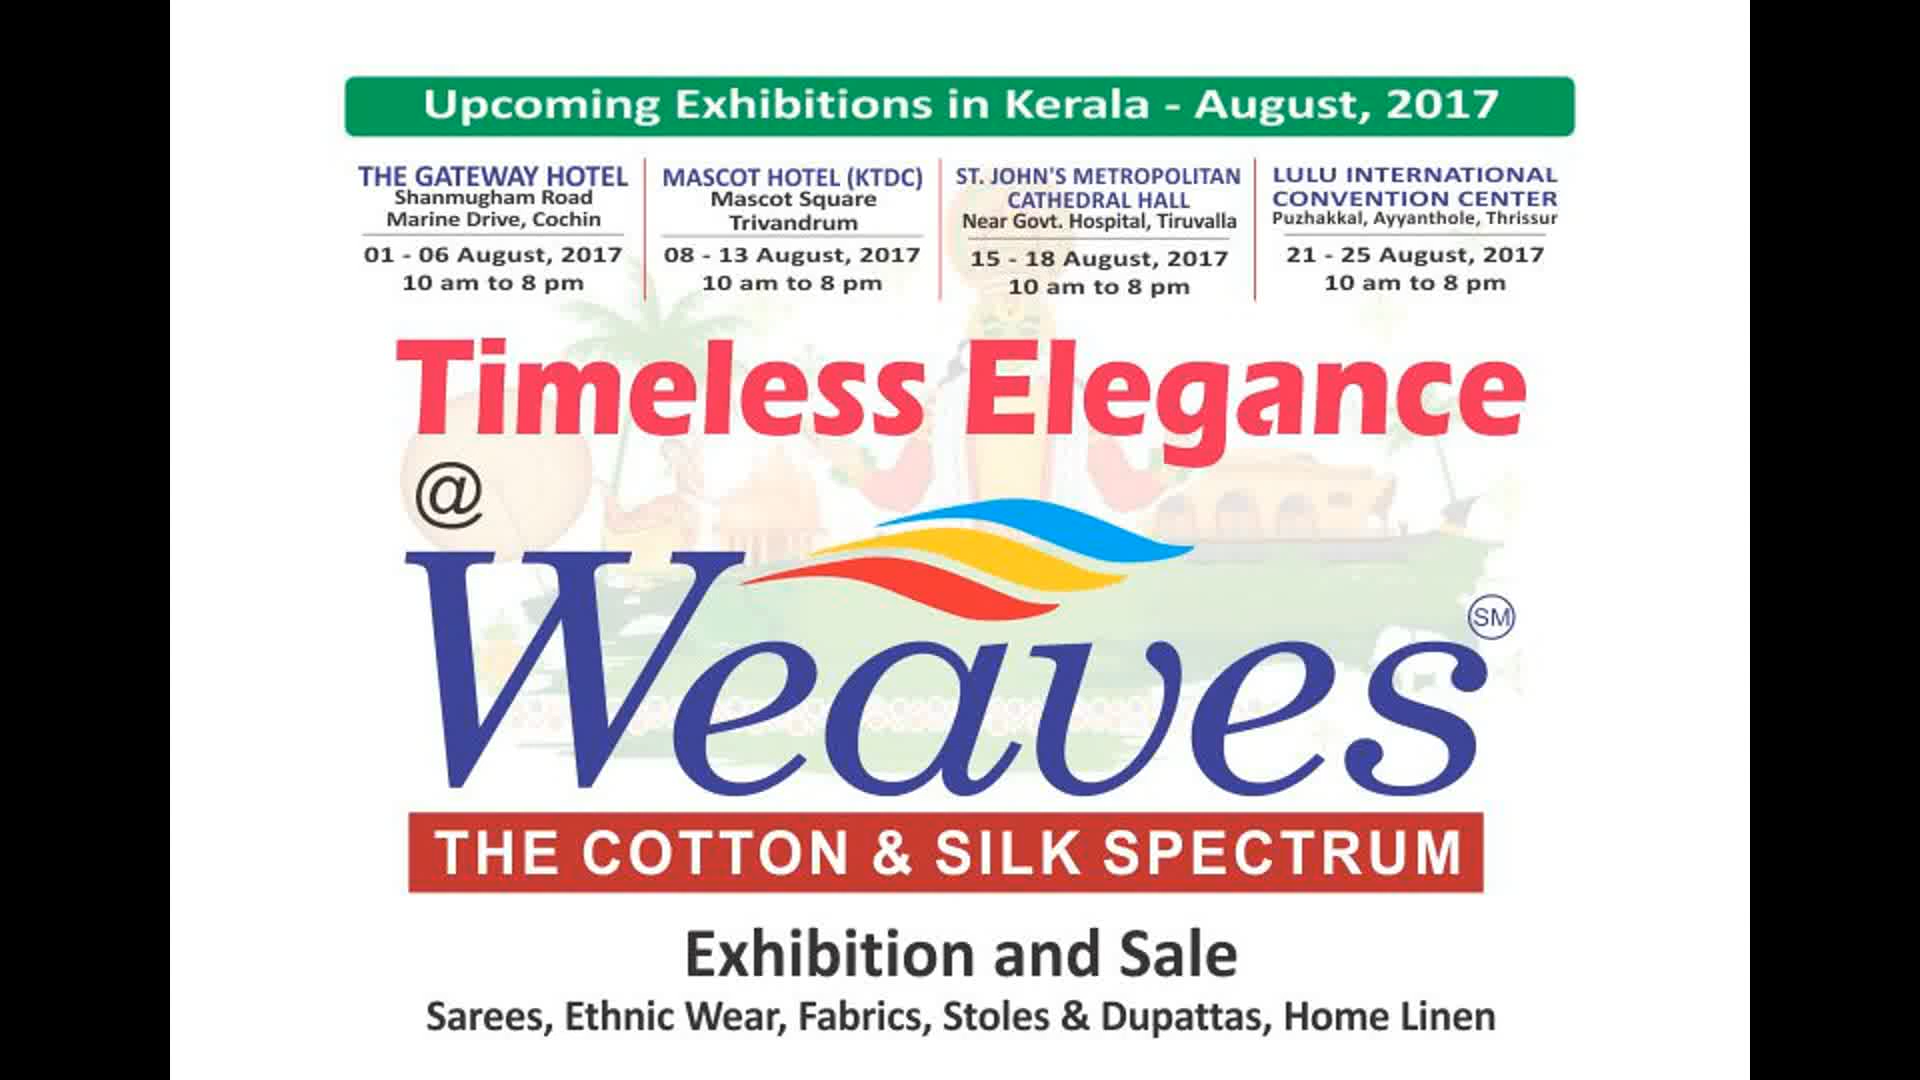 Upcoming Exhibitions in Kerala - August, 2017
THE GATEWAY HOTEL
Shanmugham Road
Marine Drive, Cochin
01 - 06 August, 2017
10 am to 8 pm
MASCOT HOTEL (KTDC)
Mascot Square
Trivandrum
08 - 13 August, 2017
10 am to 8 pm
ST. JOHN'S METROPOLITAN
CATHEDRAL HALL
Near Govt. Hospital, Tiruvalla
15 - 18 August, 2017
10 am to 8 pm
LULU INTERNATIONAL
CONVENTION CENTER
Puzhakkal, Ayyanthole, Thrissur
21 - 25 August, 2017
10 am to 8 pm
Timeless Elegance
@
Weaves SM
THE COTTON & SILK SPECTRUM
Exhibition and Sale
Sarees, Ethnic Wear, Fabrics, Stoles & Dupattas, Home Linen